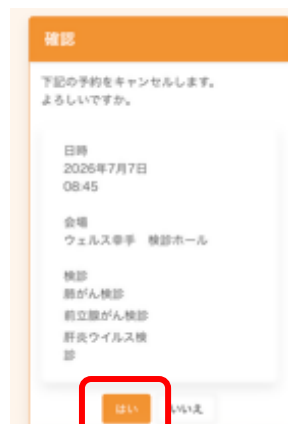 確認
下記の予約をキャンセルします。
よろしいですか。
日時
2026年7月7日
08:45
会場
ウェルス幸手　検診ホール
検診
肺がん検診
前立腺がん検診
肝炎ウイルス検
診
はい
いいえ